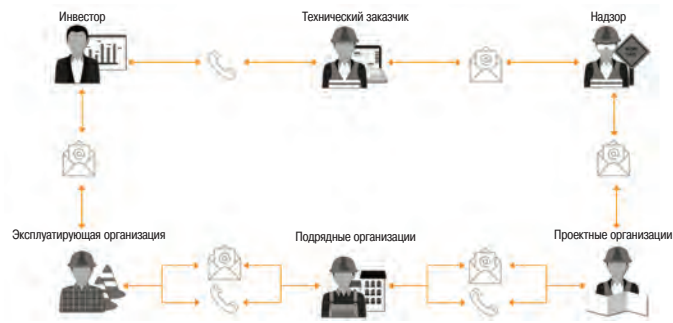 Инвестор
Технический заказчик
Надзор
Эксплуатирующая организация
Подрядные организации
Проектные организации